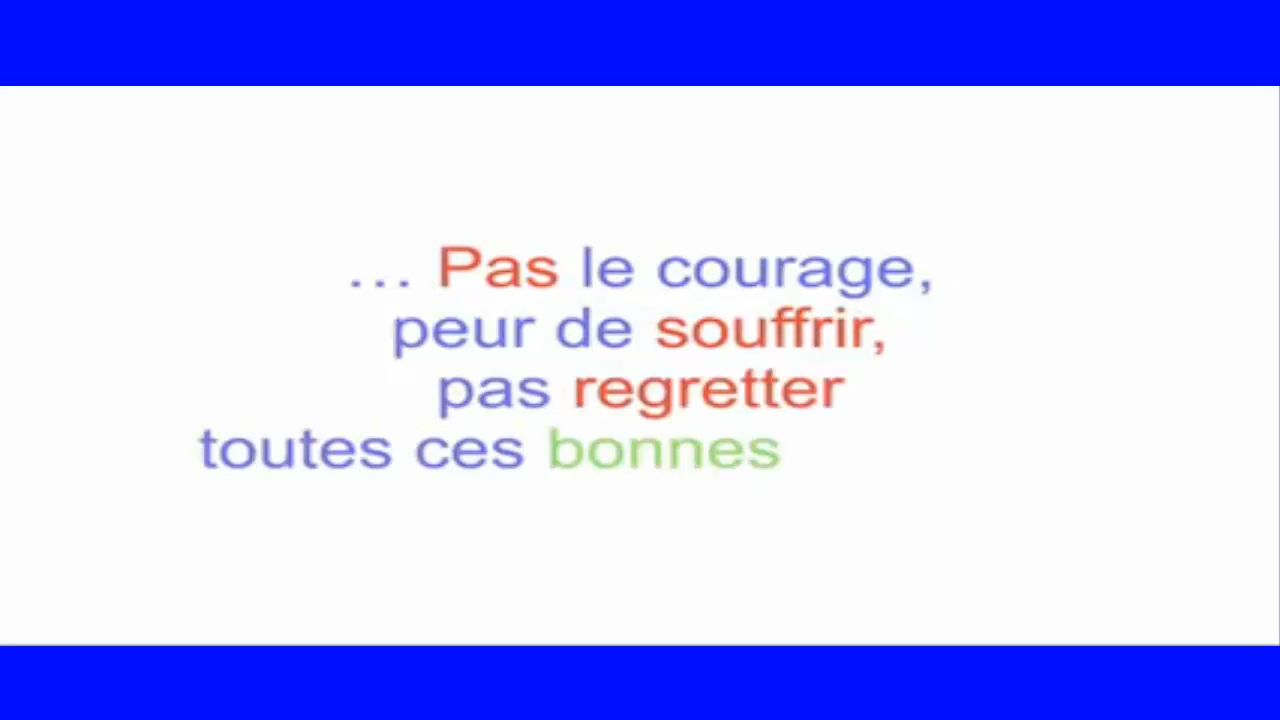 … Pas le courage,
peur de souffrir,
pas regretter
toutes ces bonnes